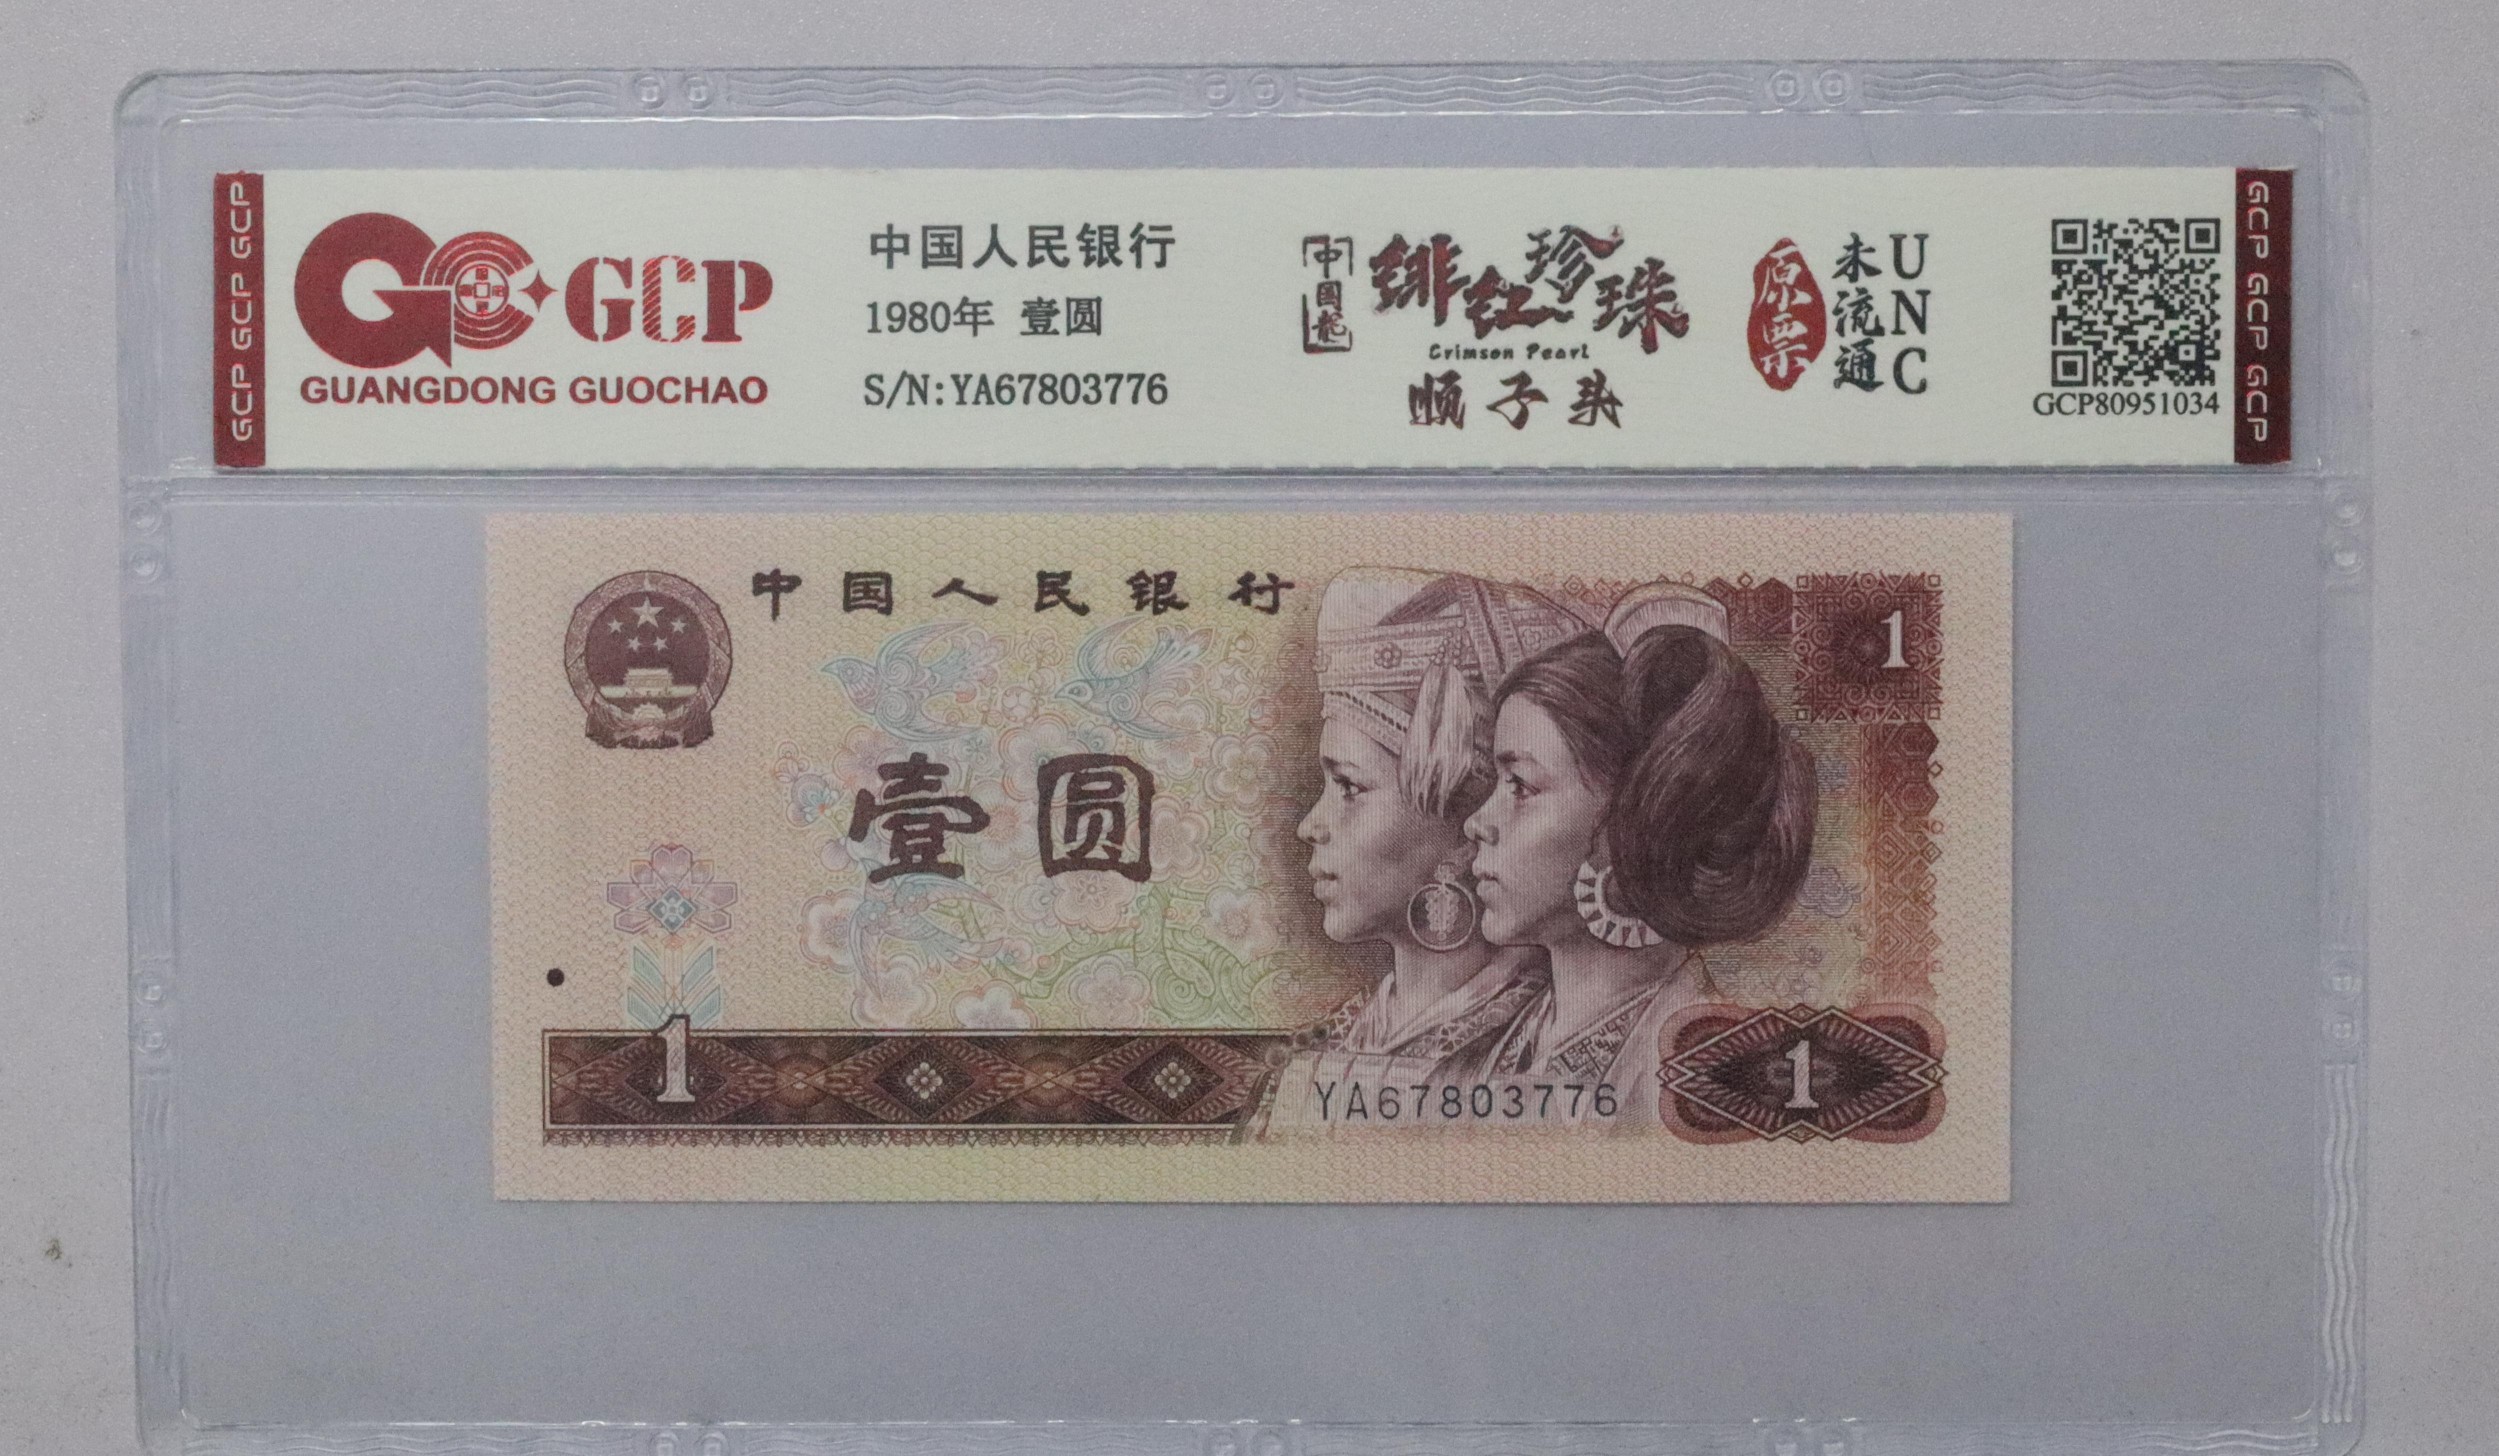 GCP GCP GCP
GCP
GUANGDONG GUOCHAO
中国人民银行
1980年 壹圆
S/N:YA67803776
中国龙
绯红珍珠
Crimson Pearl
顺子号
原票
未流通
UNC
GCP80951034
GCP GCP GCP
中国人民银行
1
壹圆
1
YA67803776
1